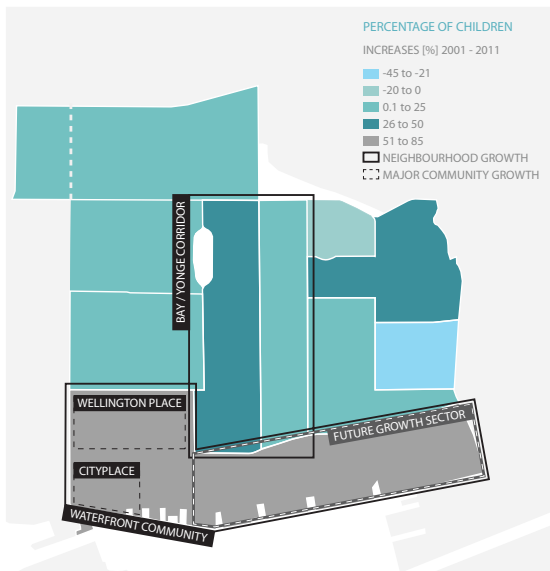 PERCENTAGE OF CHILDREN
INCREASES [%] 2001 - 2011
-45 to -21
-20 to 0
0.1 to 25
26 to 50
51 to 85
NEIGHBOURHOOD GROWTH
MAJOR COMMUNITY GROWTH
BAY / YONGE CORRIDOR
WELLINGTON PLACE
FUTURE GROWTH SECTOR
CITYPLACE
WATERFRONT COMMUNITY